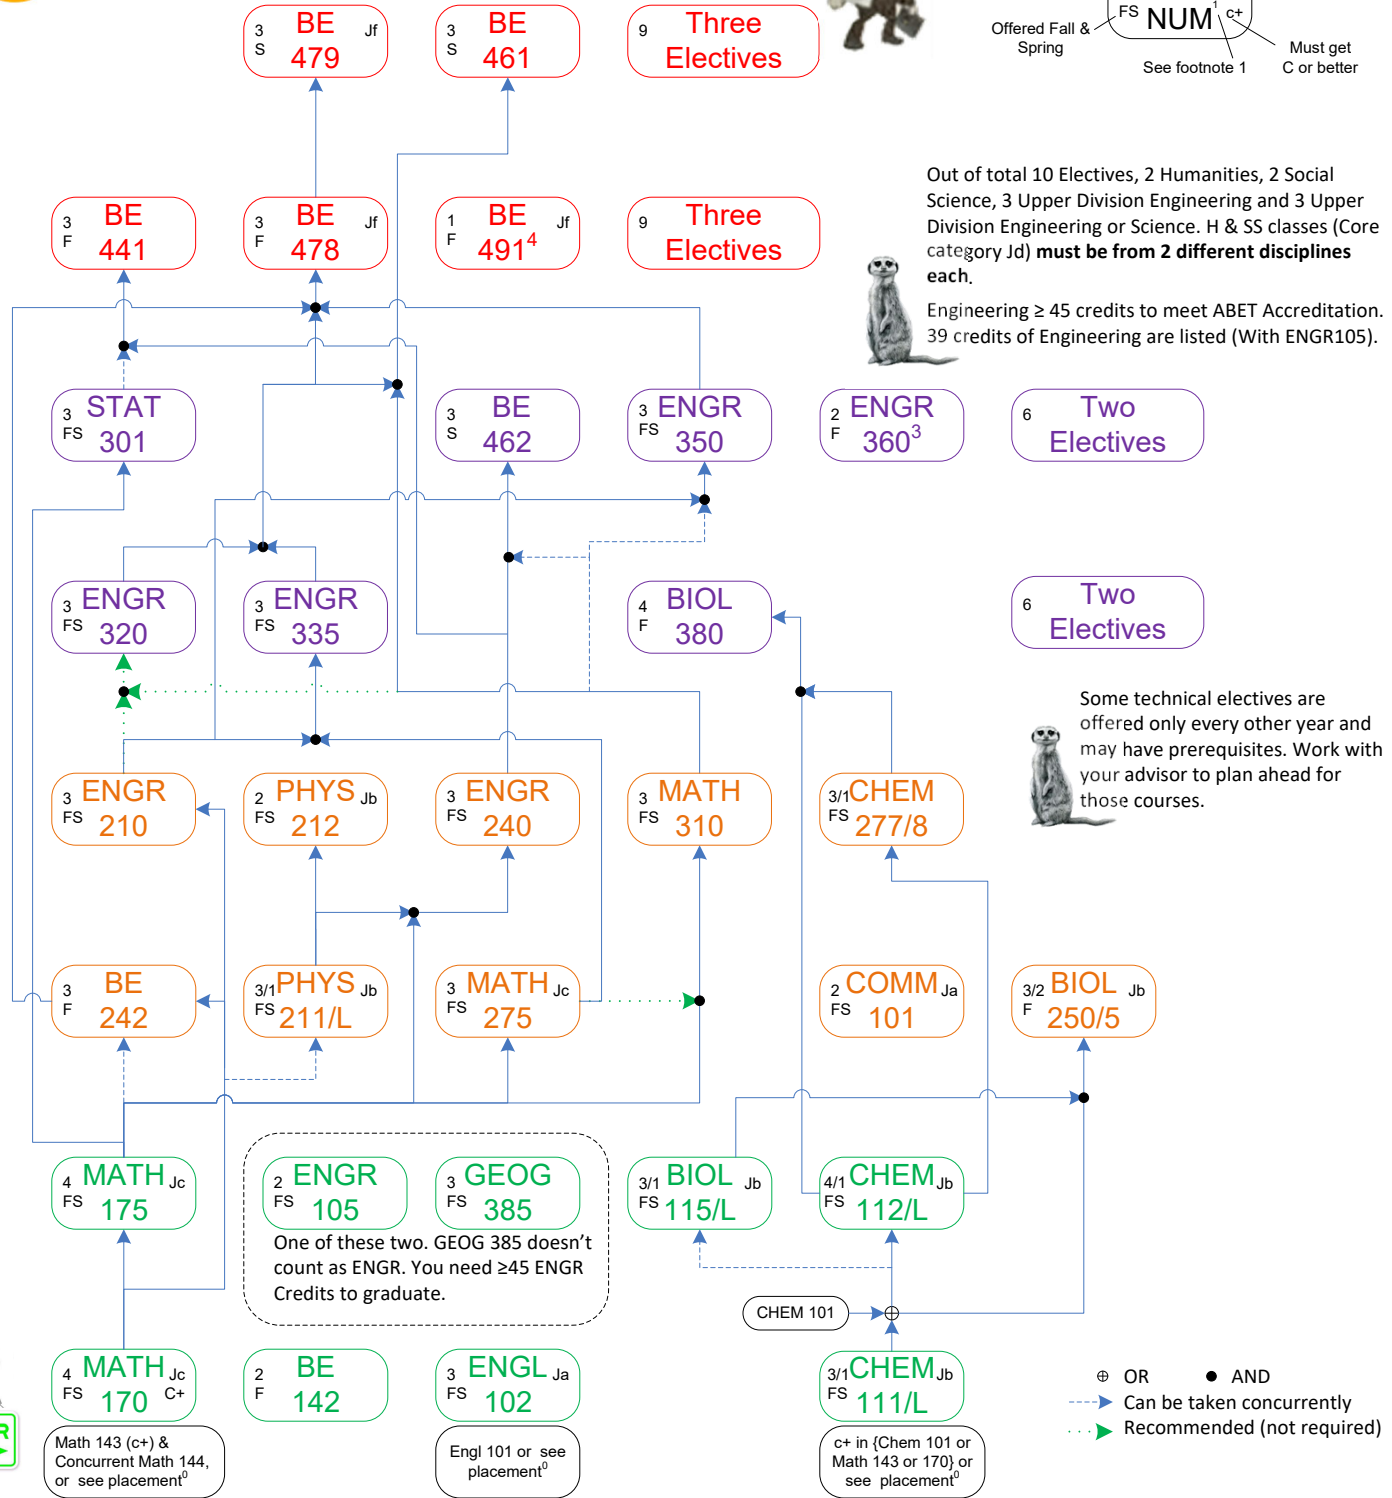 3 BE Jf
S 479
3 BE
S 461
9 Three
Electives
FS NUM¹ c+
Offered Fall &
Spring
See footnote 1
Must get
C or better
3 BE
F 441
3 BE Jf
F 478
1 BE Jf
F 491⁴
9 Three
Electives
Out of total 10 Electives, 2 Humanities, 2 Social
Science, 3 Upper Division Engineering and 3 Upper
Division Engineering or Science. H & SS classes (Core
category Jd) must be from 2 different disciplines
each.
Engineering ≥ 45 credits to meet ABET Accreditation.
39 credits of Engineering are listed (With ENGR105).
3 STAT
FS 301
3 BE
S 462
3 ENGR
FS 350
2 ENGR
F 360³
6 Two
Electives
3 ENGR
FS 320
3 ENGR
FS 335
4 BIOL
F 380
6 Two
Electives
Some technical electives are
offered only every other year and
may have prerequisites. Work with
your advisor to plan ahead for
those courses.
3 ENGR
FS 210
2 PHYS Jb
FS 212
3 ENGR
FS 240
3 MATH
FS 310
3/1 CHEM
FS 277/8
3 BE
F 242
3/1 PHYS Jb
FS 211/L
3 MATH Jc
FS 275
2 COMM Ja
FS 101
3/2 BIOL Jb
F 250/5
4 MATH Jc
FS 175
2 ENGR
FS 105
3 GEOG
FS 385
One of these two. GEOG 385 doesn't
count as ENGR. You need ≥45 ENGR
Credits to graduate.
3/1 BIOL Jb
FS 115/L
4/1 CHEM Jb
FS 112/L
CHEM 101
4 MATH Jc
FS 170 C+
2 BE
F 142
3 ENGL Ja
FS 102
3/1 CHEM Jb
FS 111/L
⊕ OR ● AND
Can be taken concurrently
Recommended (not required)
R
Math 143 (c+) &
Concurrent Math 144,
or see placement⁰
Engl 101 or see
placement⁰
c+ in {Chem 101 or
Math 143 or 170} or
see placement⁰